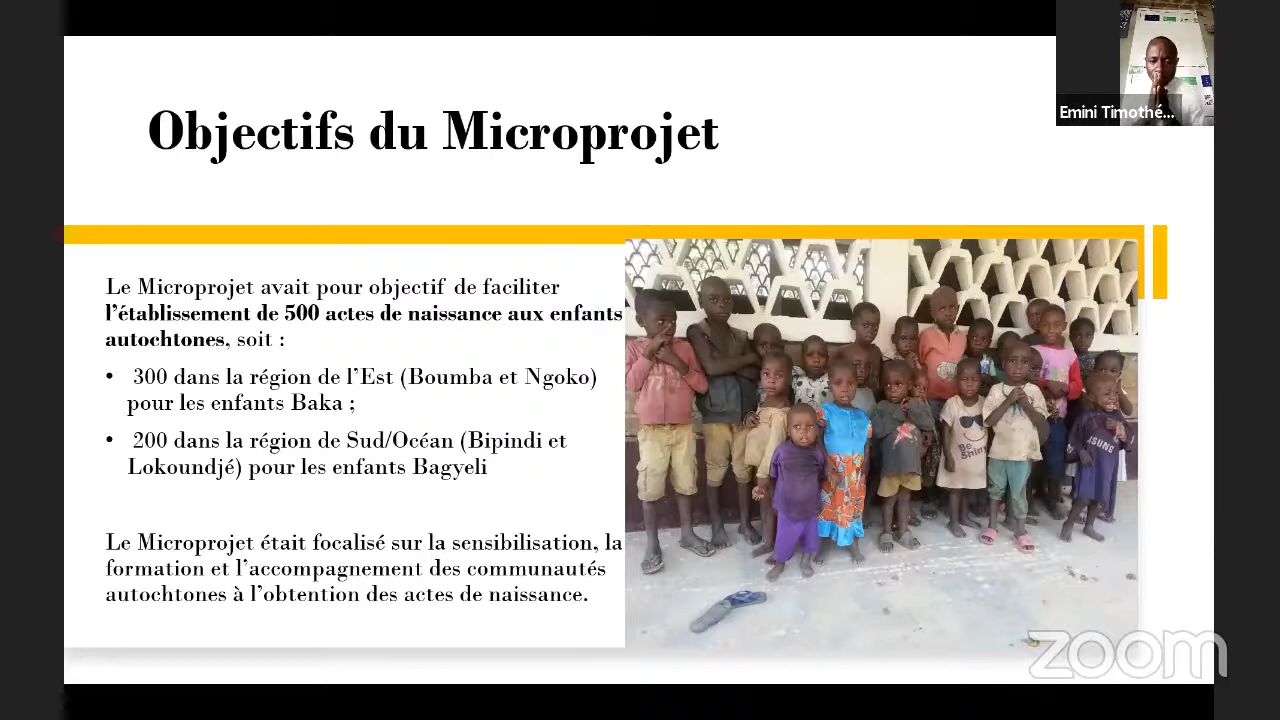 Objectifs du Microprojet
Emini Timothé...
Le Microprojet avait pour objectif de faciliter
l'établissement de 500 actes de naissance aux enfants
autochtones, soit :
• 300 dans la région de l'Est (Boumba et Ngoko)
pour les enfants Baka ;
• 200 dans la région de Sud/Océan (Bipindi et
Lokoundjé) pour les enfants Bagyeli
Le Microprojet était focalisé sur la sensibilisation, la
formation et l'accompagnement des communautés
autochtones à l'obtention des actes de naissance.
Be
Shiny
zoom